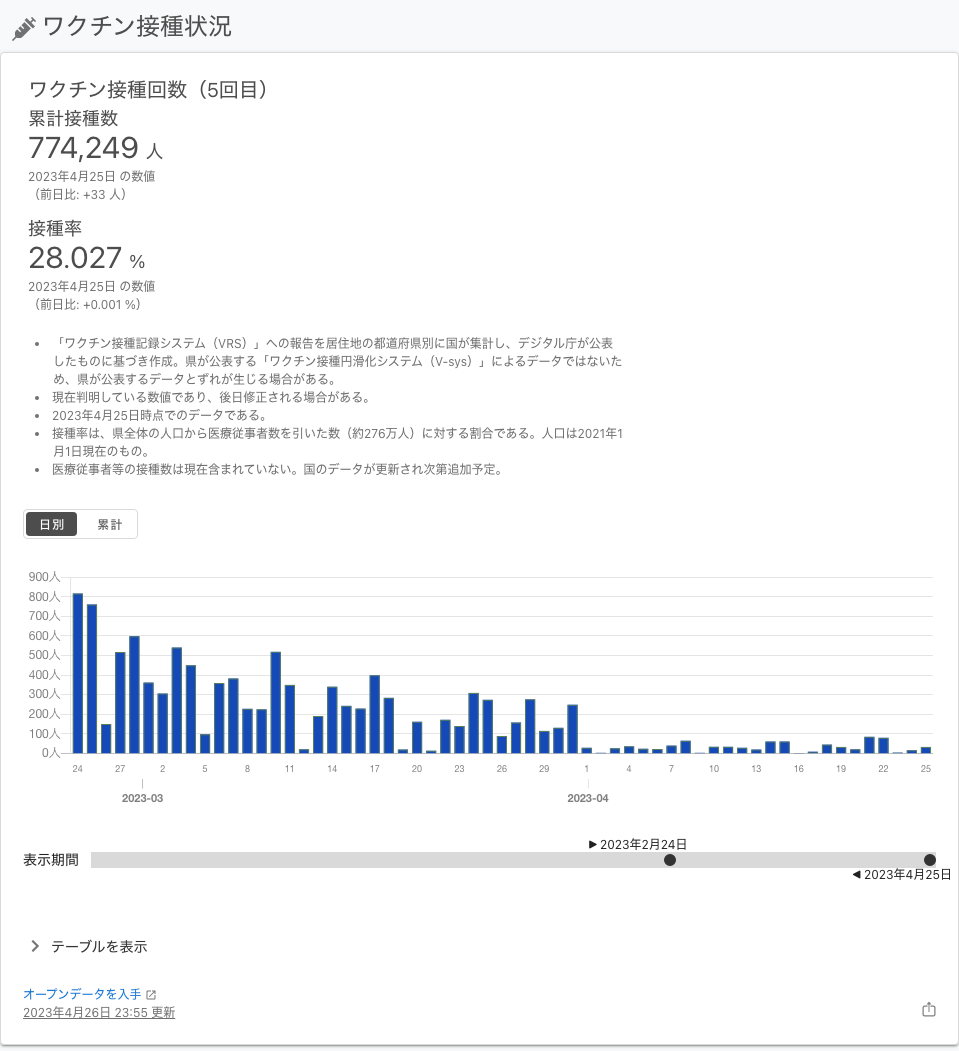 ワクチン接種状況
ワクチン接種回数（5回目）
累計接種数
774,249 人
2023年4月25日 の数値
（前日比: +33 人）
接種率
28.027 %
2023年4月25日 の数値
（前日比: +0.001 %）
• 「ワクチン接種記録システム（VRS）」への報告を居住地の都道府県別に国が集計し、デジタル庁が公表
したものに基づき作成。県が公表する「ワクチン接種円滑化システム（V-sys）」によるデータではないた
め、県が公表するデータとずれが生じる場合がある。
• 現在判明している数値であり、後日修正される場合がある。
• 2023年4月25日時点でのデータである。
• 接種率は、県全体の人口から医療従事者数を引いた数（約276万人）に対する割合である。人口は2021年1
月1日現在のもの。
• 医療従事者等の接種数は現在含まれていない。国のデータが更新され次第追加予定。
日別 累計
900人
800人
700人
600人
500人
400人
300人
200人
100人
0人
24 27 2 5 8 11 14 17 20 23 26 29 1 4 7 10 13 16 19 22 25
2023-03 2023-04
▶ 2023年2月24日
表示期間
◀ 2023年4月25日
テーブルを表示
オープンデータを入手
2023年4月26日 23:55 更新